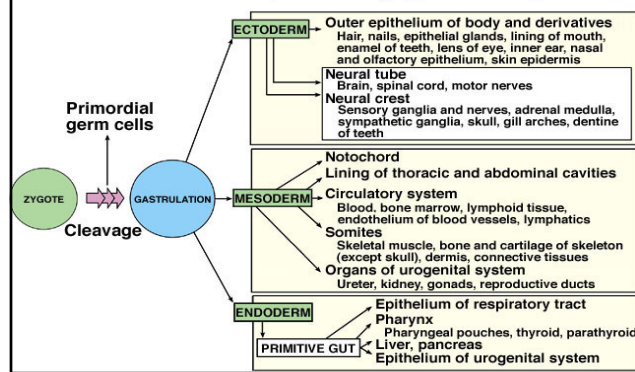 ECTODERM
Outer epithelium of body and derivatives
Hair, nails, epithelial glands, lining of mouth,
enamel of teeth, lens of eye, inner ear, nasal
and olfactory epithelium, skin epidermis
Neural tube
Brain, spinal cord, motor nerves
Neural crest
Sensory ganglia and nerves, adrenal medulla,
sympathetic ganglia, skull, gill arches, dentine
of teeth
Primordial
germ cells
ZYGOTE
Cleavage
GASTRULATION
MESODERM
Notochord
Lining of thoracic and abdominal cavities
Circulatory system
Blood, bone marrow, lymphoid tissue,
endothelium of blood vessels, lymphatics
Somites
Skeletal muscle, bone and cartilage of skeleton
(except skull), dermis, connective tissues
Organs of urogenital system
Ureter, kidney, gonads, reproductive ducts
ENDODERM
PRIMITIVE GUT
Epithelium of respiratory tract
Pharynx
Pharyngeal pouches, thyroid, parathyroid
Liver, pancreas
Epithelium of urogenital system